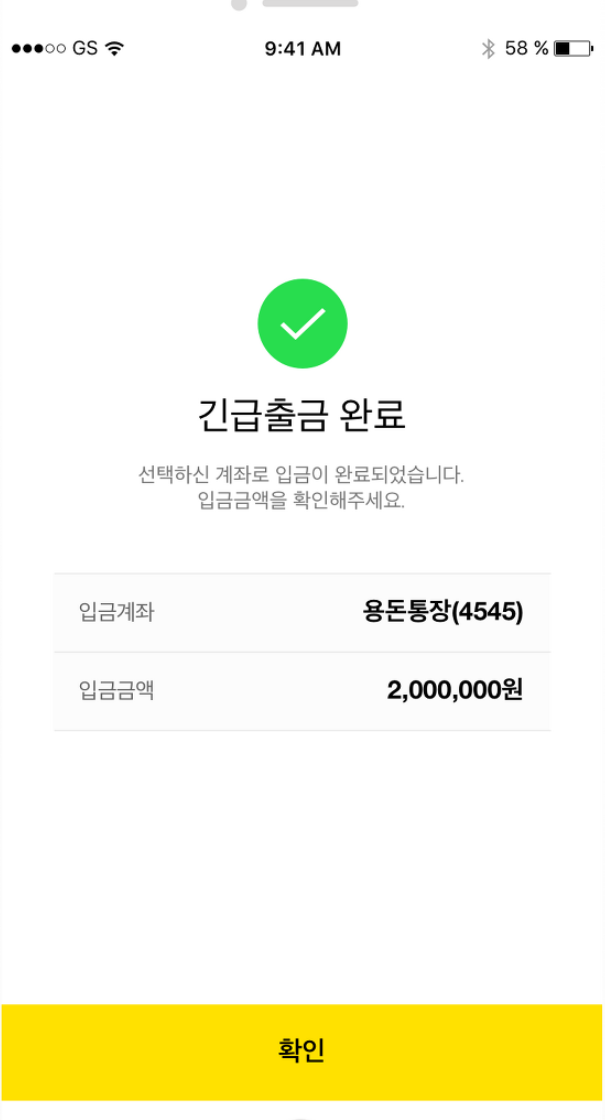 GS 9:41 AM 58 %
긴급출금 완료
선택하신 계좌로 입금이 완료되었습니다.
입금금액을 확인해주세요.
입금계좌 용돈통장(4545)
입금금액 2,000,000원
확인